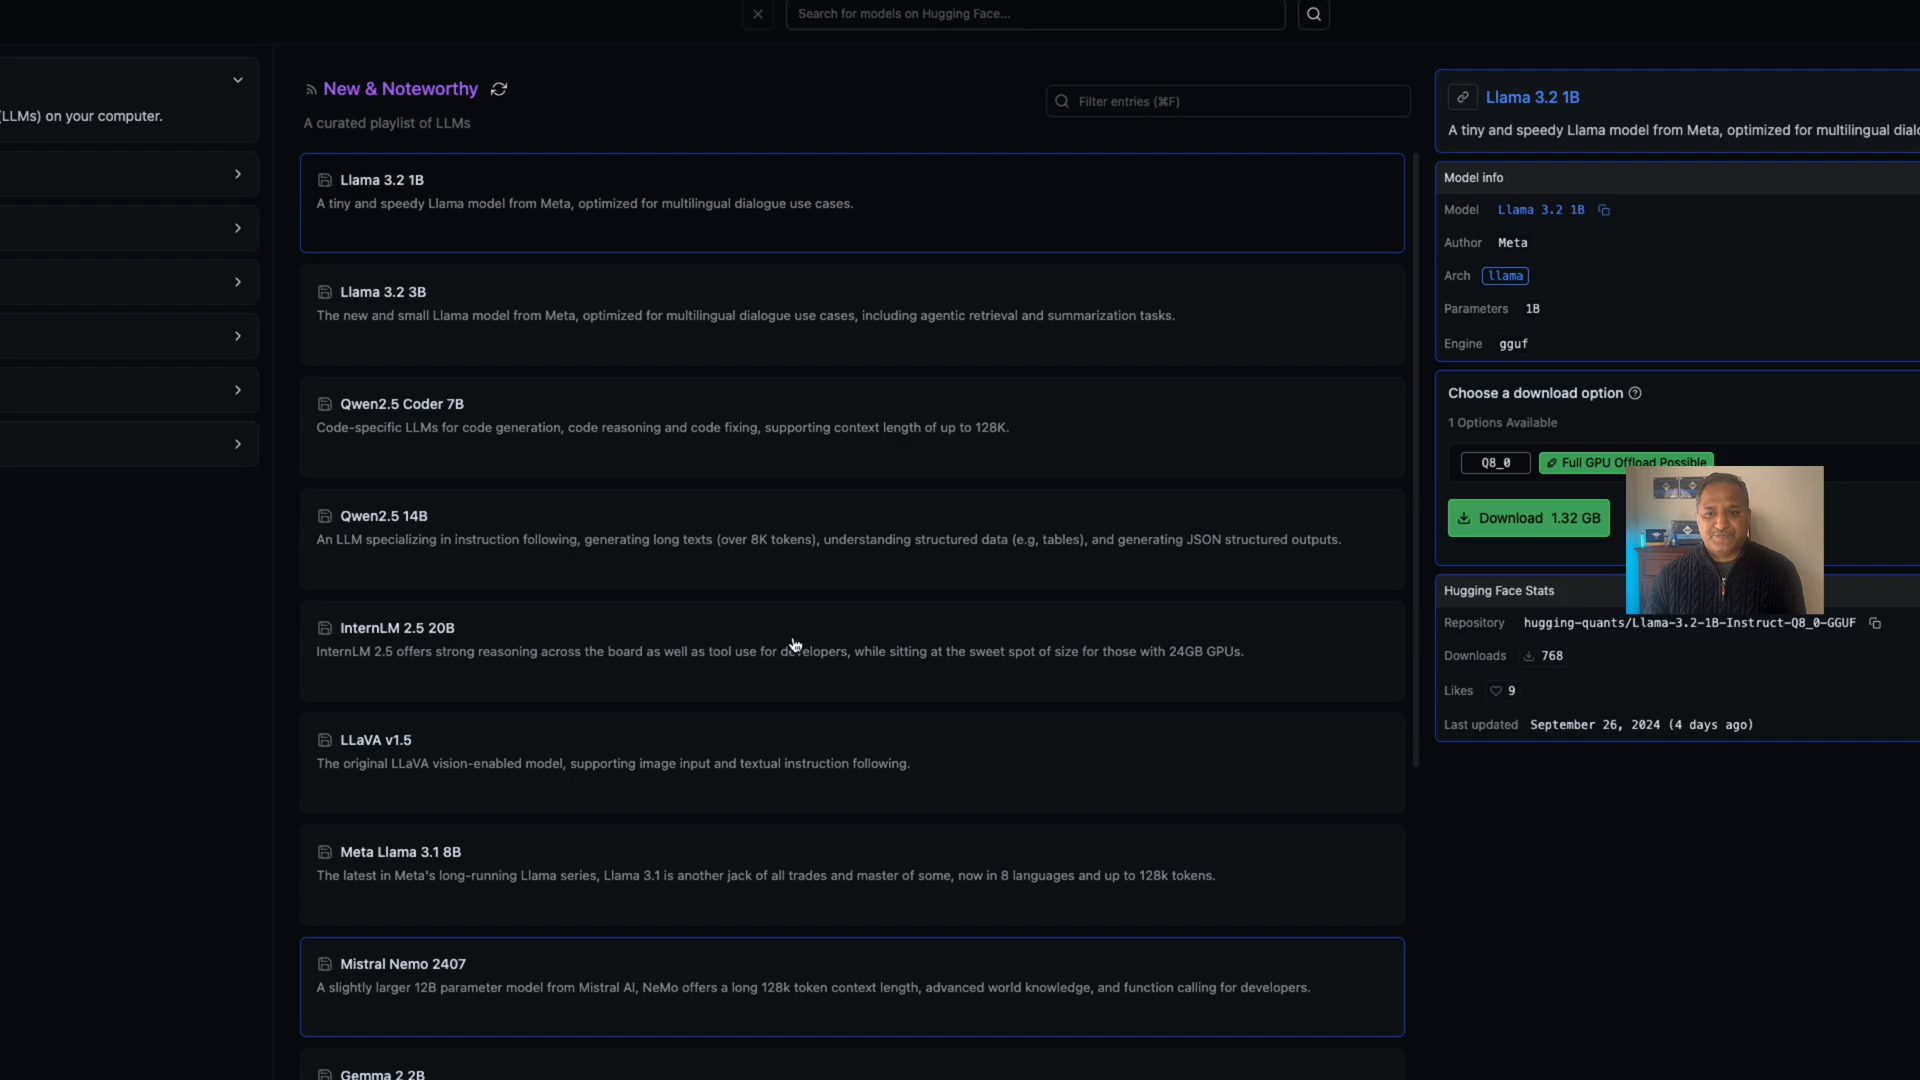 Search for models on Hugging Face...
(LLMs) on your computer.
New & Noteworthy
A curated playlist of LLMs
Filter entries (⌘F)
Llama 3.2 1B
A tiny and speedy Llama model from Meta, optimized for multilingual dialogue use cases.
Llama 3.2 3B
The new and small Llama model from Meta, optimized for multilingual dialogue use cases, including agentic retrieval and summarization tasks.
Qwen2.5 Coder 7B
Code-specific LLMs for code generation, code reasoning and code fixing, supporting context length of up to 128K.
Qwen2.5 14B
An LLM specializing in instruction following, generating long texts (over 8K tokens), understanding structured data (e.g, tables), and generating JSON structured outputs.
InternLM 2.5 20B
InternLM 2.5 offers strong reasoning across the board as well as tool use for developers, while sitting at the sweet spot of size for those with 24GB GPUs.
LLaVA v1.5
The original LLaVA vision-enabled model, supporting image input and textual instruction following.
Meta Llama 3.1 8B
The latest in Meta's long-running Llama series, Llama 3.1 is another jack of all trades and master of some, now in 8 languages and up to 128k tokens.
Mistral Nemo 2407
A slightly larger 12B parameter model from Mistral AI, NeMo offers a long 128k token context length, advanced world knowledge, and function calling for developers.
Gemma 2 2B
Llama 3.2 1B
A tiny and speedy Llama model from Meta, optimized for multilingual dialo
Model info
Model Llama 3.2 1B
Author Meta
Arch llama
Parameters 1B
Engine gguf
Choose a download option
1 Options Available
Q8_0 Full GPU Offload Possible
Download 1.32 GB
Hugging Face Stats
Repository hugging-quants/Llama-3.2-1B-Instruct-Q8_0-GGUF
Downloads 768
Likes 9
Last updated September 26, 2024 (4 days ago)